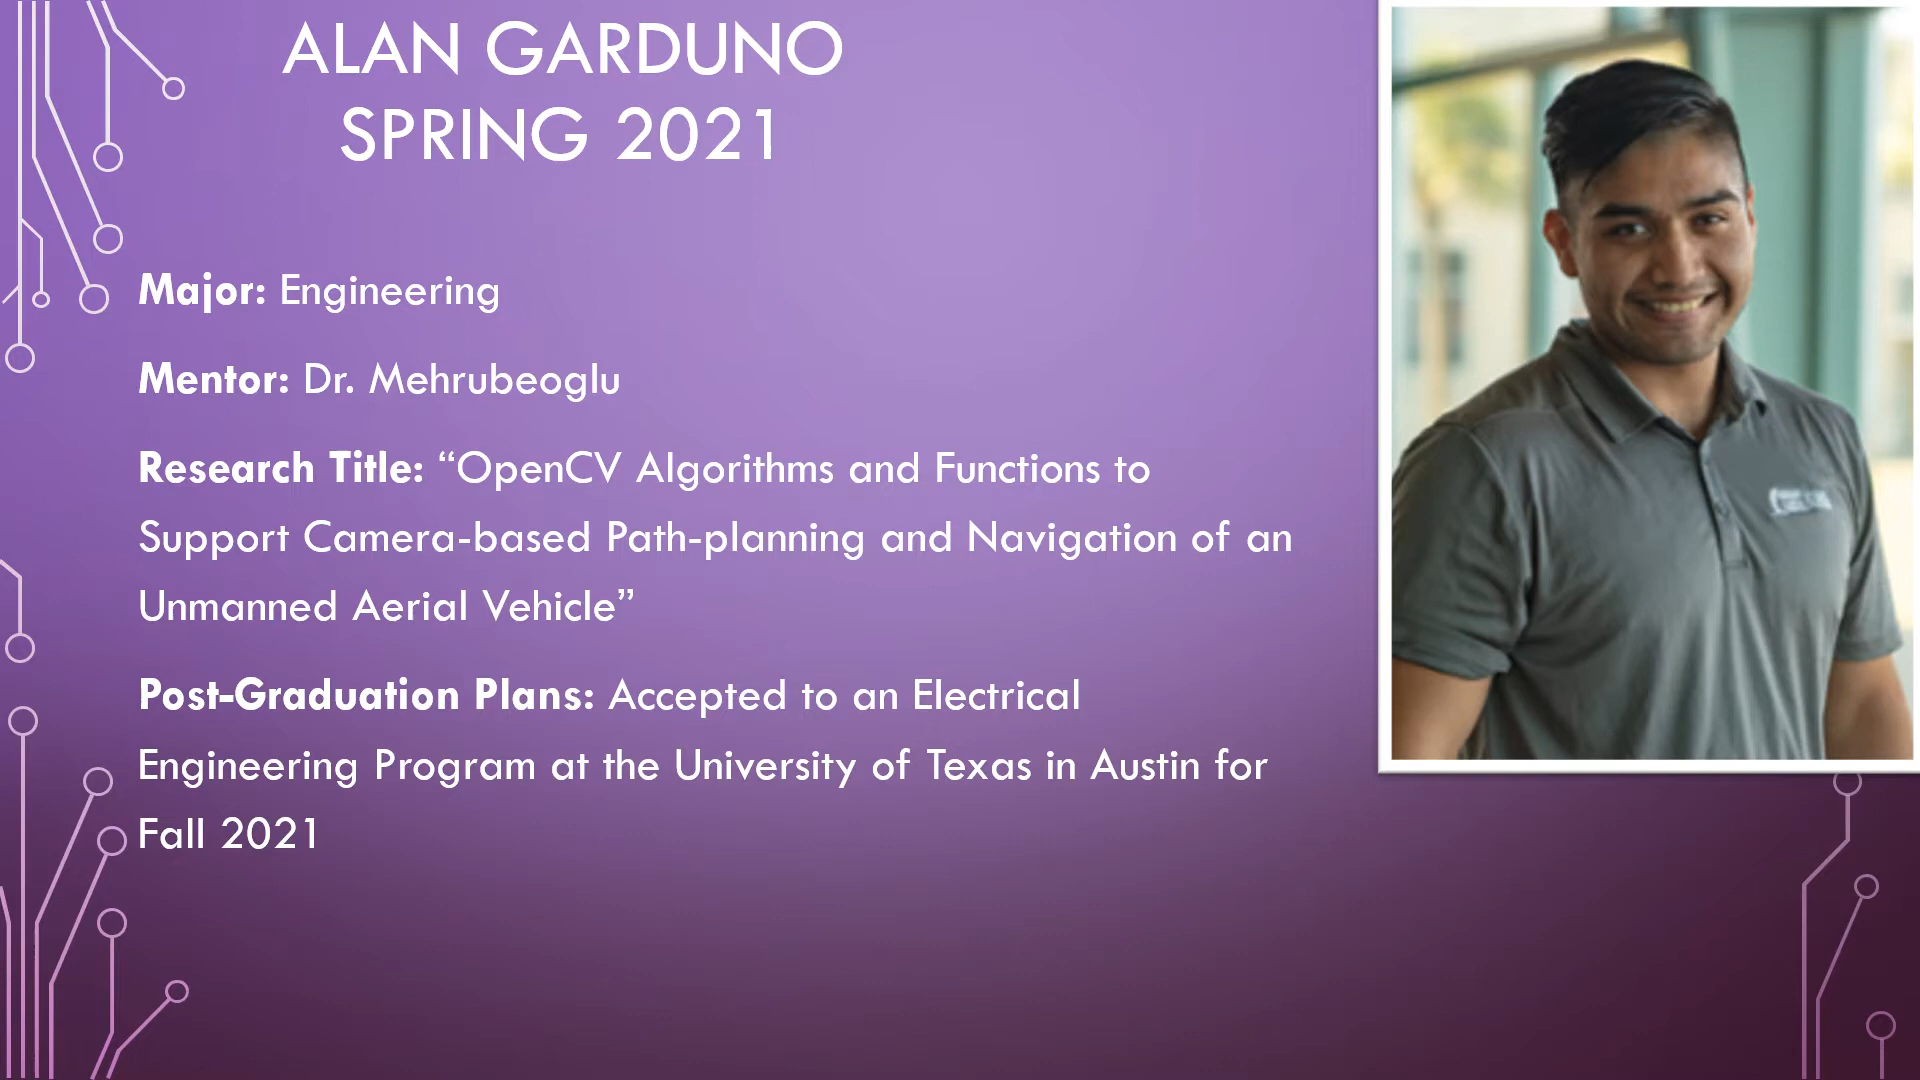 ALAN GARDUNO
SPRING 2021
Major: Engineering
Mentor: Dr. Mehrubeoglu
Research Title: “OpenCV Algorithms and Functions to
Support Camera-based Path-planning and Navigation of an
Unmanned Aerial Vehicle”
Post-Graduation Plans: Accepted to an Electrical
Engineering Program at the University of Texas in Austin for
Fall 2021